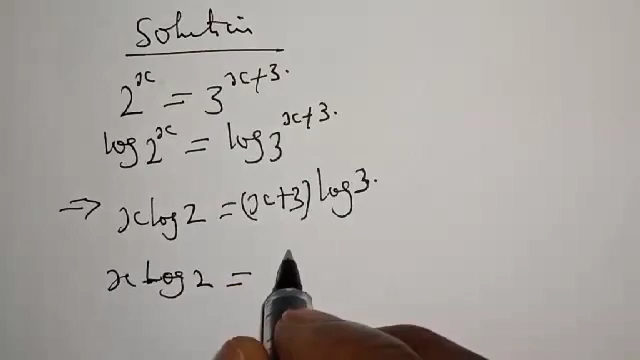 Solution
2^x = 3^{x+3}.
log 2^x = log 3^{x+3}.
=> x log 2 = (x+3) log 3.
x log 2 =